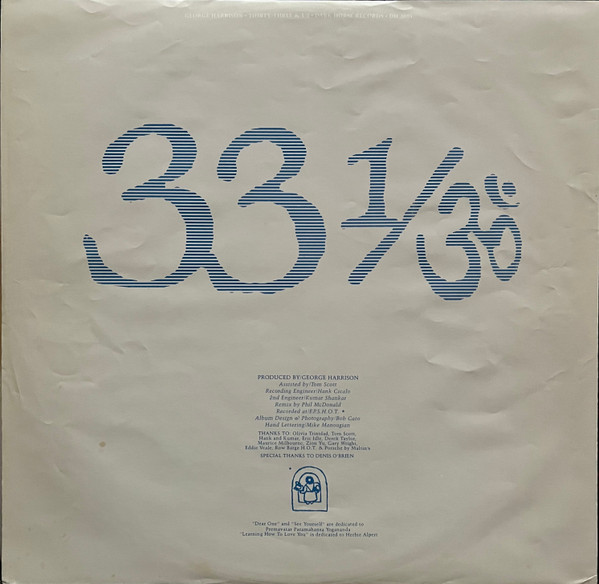 GEORGE HARRISON
33 1/ॐ
PRODUCED BY/GEORGE HARRISON
Assisted by/Tom Scott
Recording Engineer/Hank Cicalo
2nd Engineer/Kumar Shankar
Remix by Phil McDonald
Recorded at/F.P.S.H.O.T.
Album Design & Photography/Bob Cato
Hand Lettering/Mike Manoogian
THANKS TO: Olivia Trinidad, Tom Scott,
Hank and Kumar, Eric Idle, Derek Taylor,
Maurice Milbourne, Zion Yu, Gary Wright,
Eddie Veale, Row Barge H.O.T. & Porsche by
SPECIAL THANKS TO DENIS O'BRIEN
"Dear One" and "See Yourself" are dedicated to
Premavatar Paramahansa Yogananda
"Learning How To Love You" is dedicated to Herbie Alpert